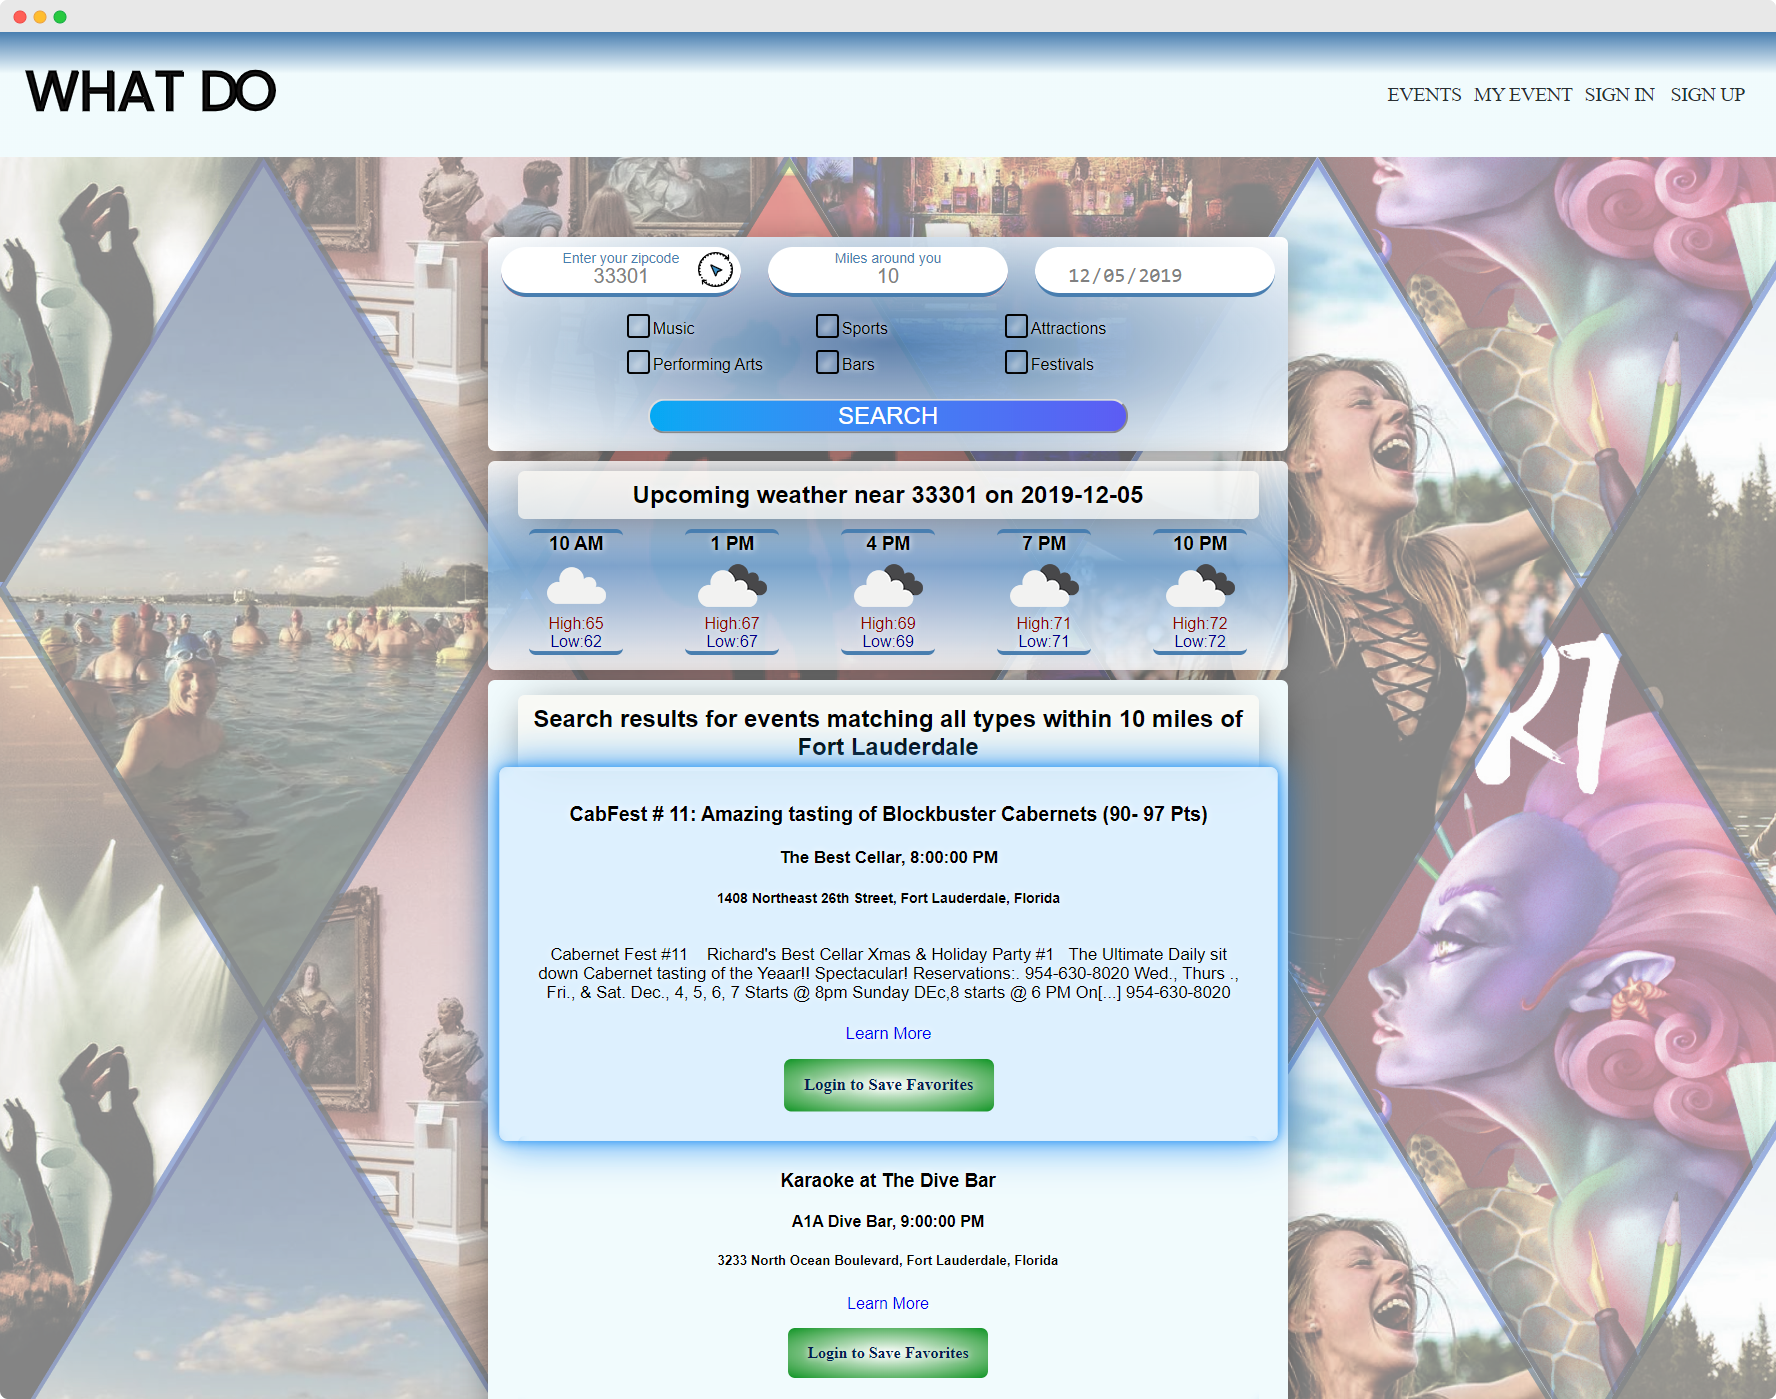 WHAT DO
EVENTS MY EVENT SIGN IN SIGN UP
Enter your zipcode
33301
Miles around you
10
12/05/2019
Music
Sports
Attractions
Performing Arts
Bars
Festivals
SEARCH
Upcoming weather near 33301 on 2019-12-05
10 AM
1 PM
4 PM
7 PM
10 PM
High:65
High:67
High:69
High:71
High:72
Low:62
Low:67
Low:69
Low:71
Low:72
Search results for events matching all types within 10 miles of
Fort Lauderdale
CabFest # 11: Amazing tasting of Blockbuster Cabernets (90- 97 Pts)
The Best Cellar, 8:00:00 PM
1408 Northeast 26th Street, Fort Lauderdale, Florida
Cabernet Fest #11    Richard's Best Cellar Xmas & Holiday Party #1   The Ultimate Daily sit
down Cabernet tasting of the Yeaar!! Spectacular! Reservations:. 954-630-8020 Wed., Thurs .,
Fri., & Sat. Dec., 4, 5, 6, 7 Starts @ 8pm Sunday DEc,8 starts @ 6 PM On[...] 954-630-8020
Learn More
Login to Save Favorites
Karaoke at The Dive Bar
A1A Dive Bar, 9:00:00 PM
3233 North Ocean Boulevard, Fort Lauderdale, Florida
Learn More
Login to Save Favorites